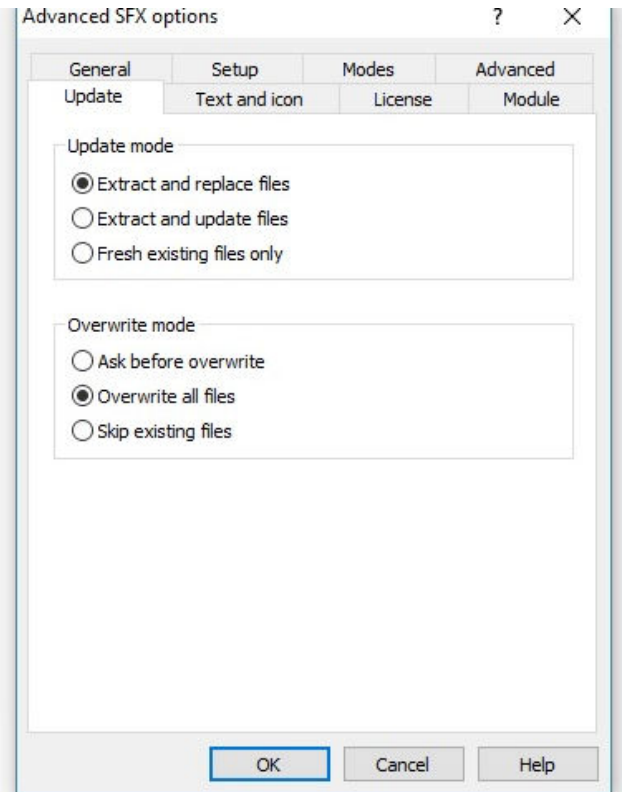 Advanced SFX options ?
General Setup Modes Advanced
Update Text and icon License Module
Update mode
Extract and replace files
Extract and update files
Fresh existing files only
Overwrite mode
Ask before overwrite
Overwrite all files
Skip existing files
OK Cancel Help